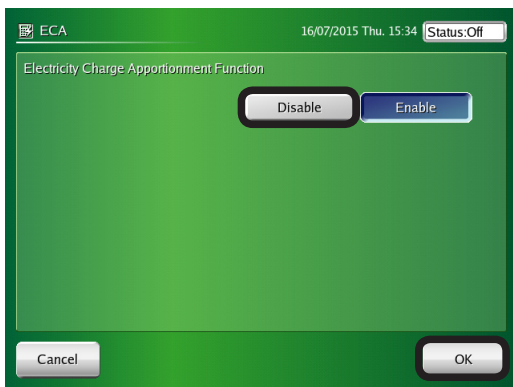 ECA 16/07/2015 Thu. 15:34 Status:Off
Electricity Charge Apportionment Function
Disable Enable
Cancel OK